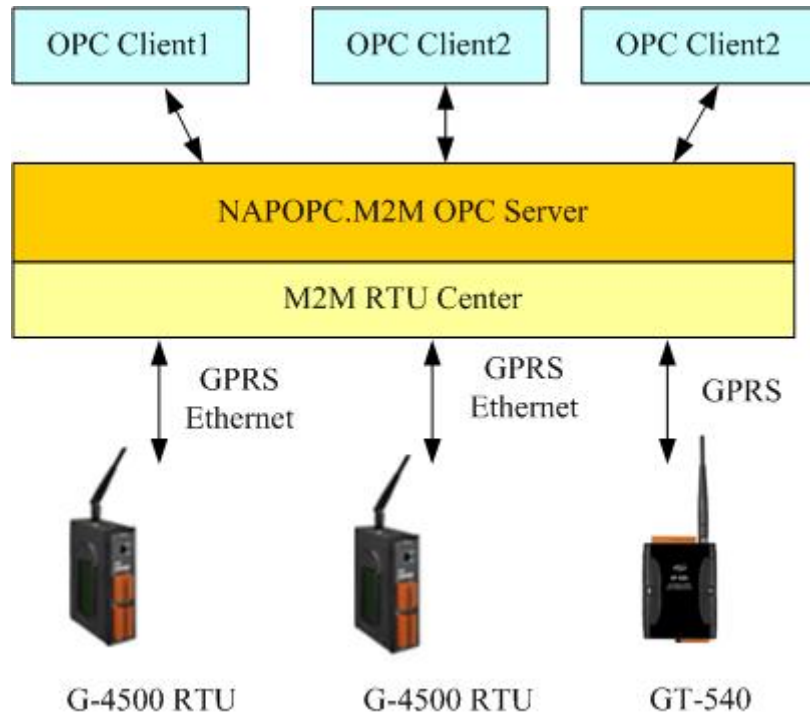 OPC Client1
OPC Client2
OPC Client2
NAPOPC.M2M OPC Server
M2M RTU Center
GPRS
Ethernet
GPRS
Ethernet
GPRS
G-4500 RTU
G-4500 RTU
GT-540